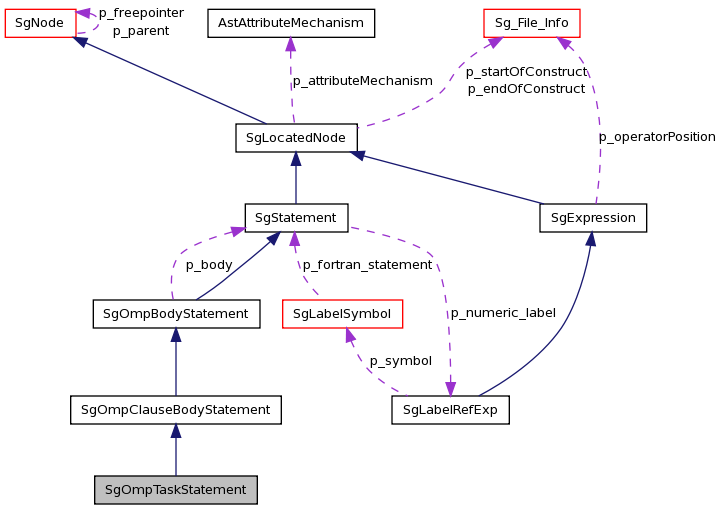 p_freepointer
p_parent
SgNode
AstAttributeMechanism
Sg_File_Info
p_attributeMechanism
p_startOfConstruct
p_endOfConstruct
SgLocatedNode
p_operatorPosition
SgStatement
SgExpression
p_body
p_fortran_statement
SgOmpBodyStatement
SgLabelSymbol
p_numeric_label
p_symbol
SgOmpClauseBodyStatement
SgLabelRefExp
SgOmpTaskStatement